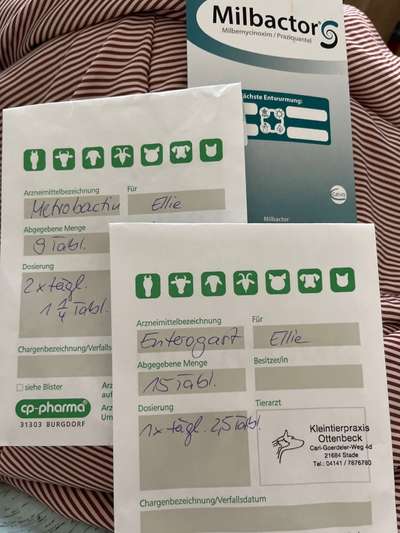 Milbactor
Milbemycinoxim / Praziquantel
Nächste Entwurmung:
Ceva
Milbactor
Arzneimittelbezeichnung
Für
Metrobactin
Ellie
Abgegebene Menge
9 Tabl.
Dosierung
2 x tägl.
1 1/4 Tabl.
Chargenbezeichnung/Verfalls
siehe Blister
cp-pharma
31303 BURGDORF
Arzneimittelbezeichnung
Für
Enterogast
Ellie
Abgegebene Menge
Besitzer/in
15 Tabl.
Dosierung
Tierarzt
1x tägl. 2,5 Tabl.
Kleintierpraxis
Ottenbeck
Carl-Goerdeler-Weg 4d
21684 Stade
Tel.: 04141 / 7876780
Chargenbezeichnung/Verfallsdatum